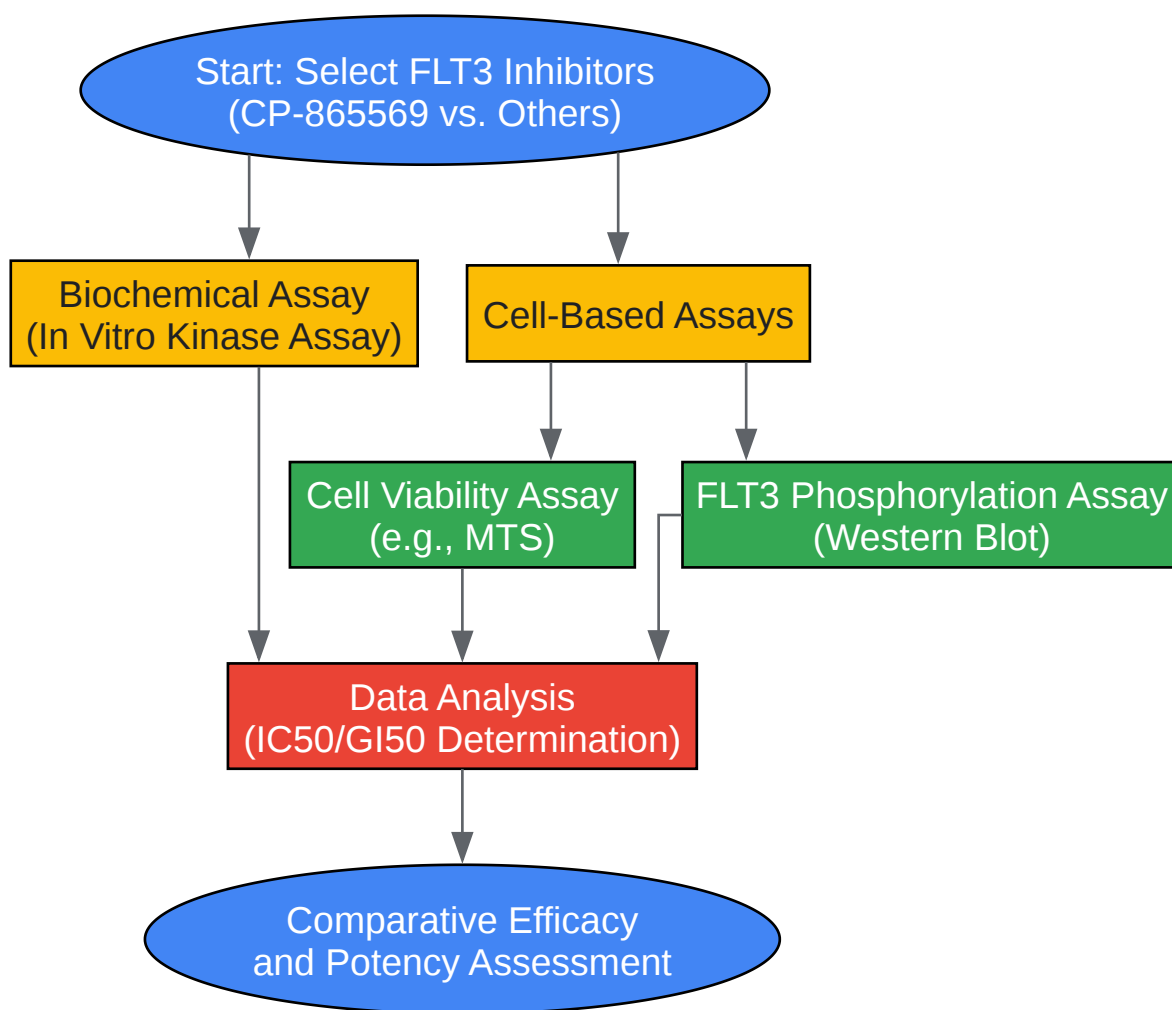 Start: Select FLT3 Inhibitors
(CP-865569 vs. Others)
Biochemical Assay
(In Vitro Kinase Assay)
Cell-Based Assays
Cell Viability Assay
(e.g., MTS)
FLT3 Phosphorylation Assay
(Western Blot)
Data Analysis
(IC50/GI50 Determination)
Comparative Efficacy
and Potency Assessment